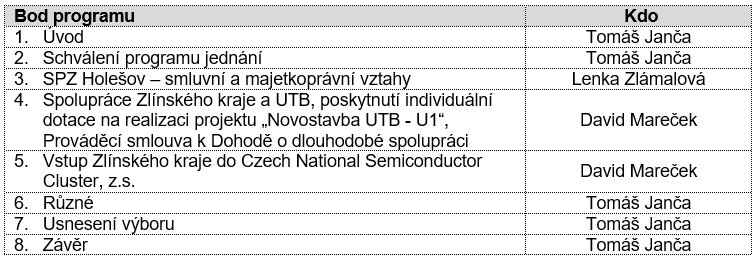 Bod programu Kdo
1. Úvod Tomáš Janča
2. Schválení programu jednání Tomáš Janča
3. SPZ Holešov – smluvní a majetkoprávní vztahy Lenka Zlámalová
4. Spolupráce Zlínského kraje a UTB, poskytnutí individuální
dotace na realizaci projektu „Novostavba UTB - U1“,
Prováděcí smlouva k Dohodě o dlouhodobé spolupráci
David Mareček
5. Vstup Zlínského kraje do Czech National Semiconductor
Cluster, z.s.
David Mareček
6. Různé Tomáš Janča
7. Usnesení výboru Tomáš Janča
8. Závěr Tomáš Janča